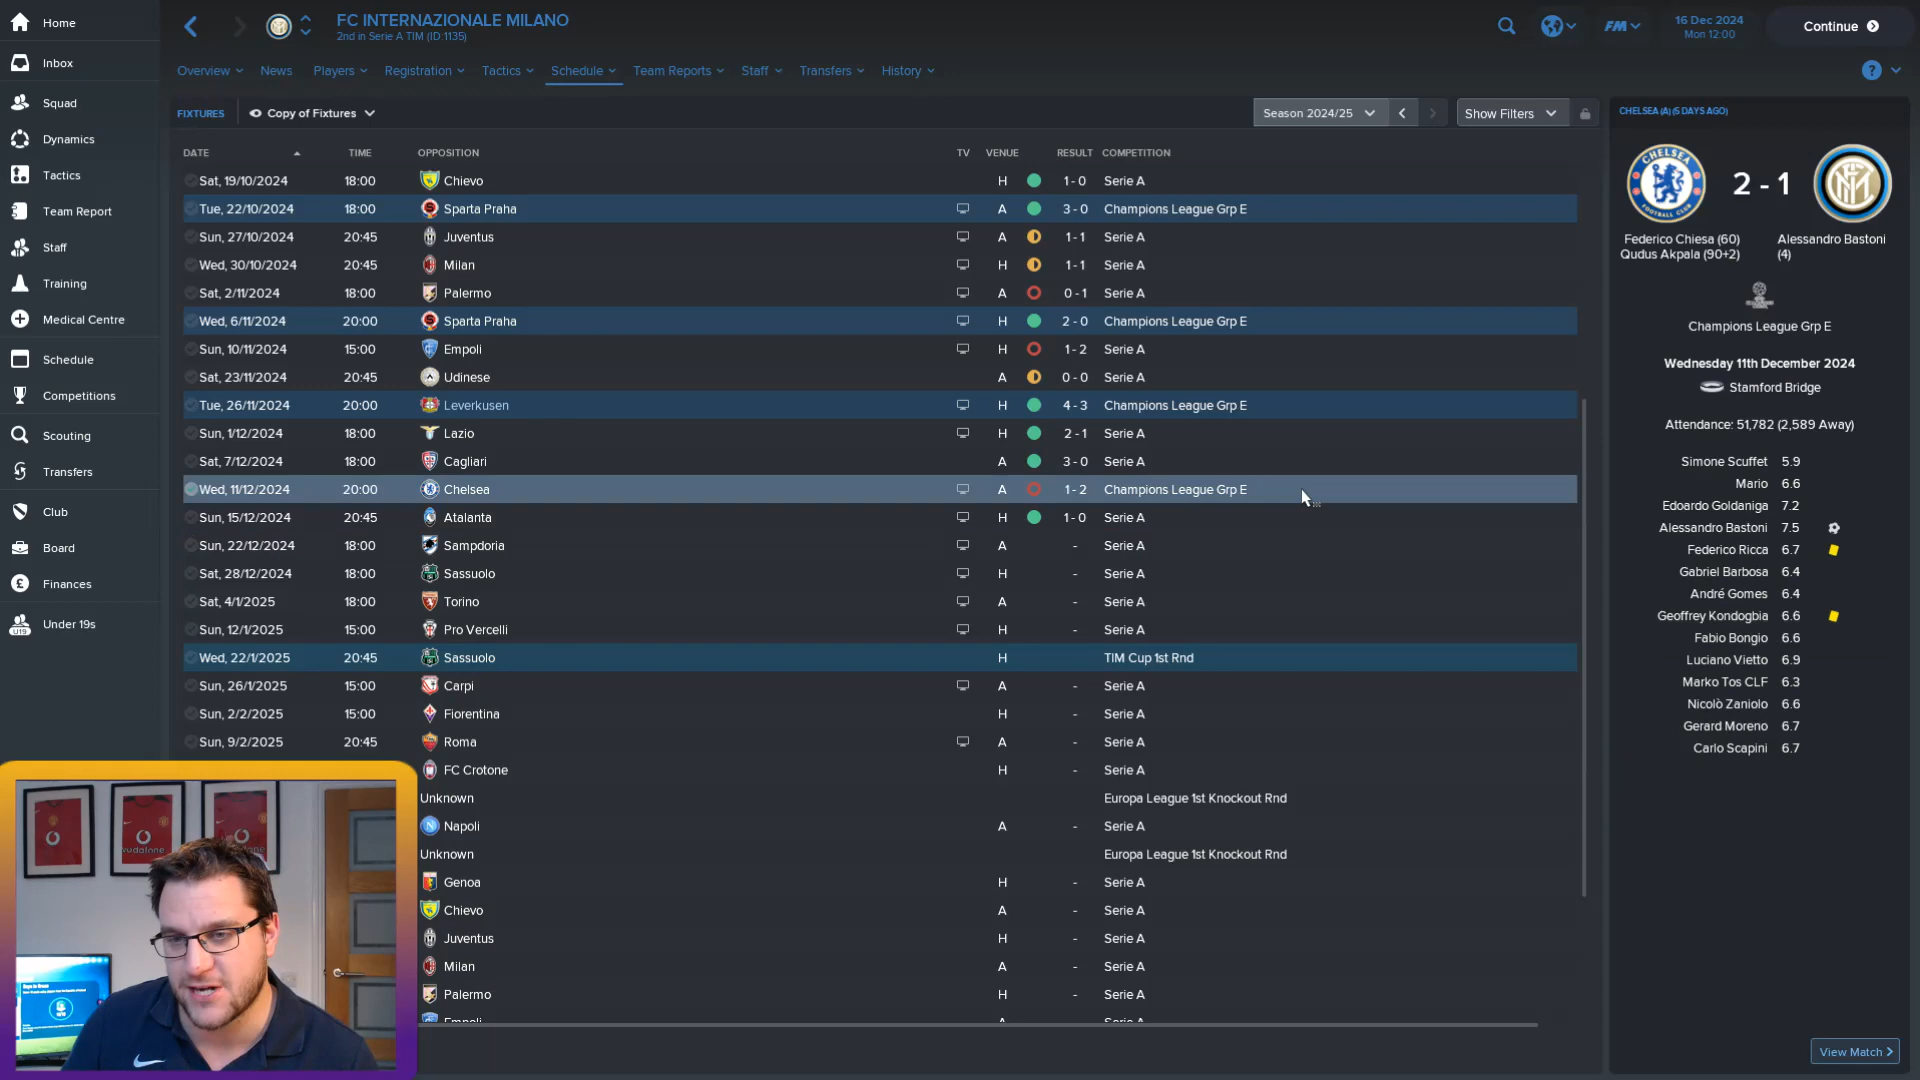 Home
Inbox
Squad
Dynamics
Tactics
Team Report
Staff
Training
Medical Centre
Schedule
Competitions
Scouting
Transfers
Club
Board
Finances
Under 19s
FC INTERNAZIONALE MILANO
2nd in Serie A TIM (ID:1135)
FM
16 Dec 2024
Mon 12:00
Continue
Overview News Players Registration Tactics Schedule Team Reports Staff Transfers History
?
FIXTURES Copy of Fixtures Season 2024/25 Show Filters
DATE TIME OPPOSITION TV VENUE RESULT COMPETITION
Sat, 19/10/2024 18:00 Chievo H 1 - 0 Serie A
Tue, 22/10/2024 18:00 Sparta Praha A 3 - 0 Champions League Grp E
Sun, 27/10/2024 20:45 Juventus A 1 - 1 Serie A
Wed, 30/10/2024 20:45 Milan H 1 - 1 Serie A
Sat, 2/11/2024 18:00 Palermo A 0 - 1 Serie A
Wed, 6/11/2024 20:00 Sparta Praha H 2 - 0 Champions League Grp E
Sun, 10/11/2024 15:00 Empoli H 1 - 2 Serie A
Sat, 23/11/2024 20:45 Udinese A 0 - 0 Serie A
Tue, 26/11/2024 20:00 Leverkusen H 4 - 3 Champions League Grp E
Sun, 1/12/2024 18:00 Lazio H 2 - 1 Serie A
Sat, 7/12/2024 18:00 Cagliari A 3 - 0 Serie A
Wed, 11/12/2024 20:00 Chelsea A 1 - 2 Champions League Grp E
Sun, 15/12/2024 20:45 Atalanta H 1 - 0 Serie A
Sun, 22/12/2024 18:00 Sampdoria A - Serie A
Sat, 28/12/2024 18:00 Sassuolo H - Serie A
Sat, 4/1/2025 18:00 Torino A - Serie A
Sun, 12/1/2025 15:00 Pro Vercelli H - Serie A
Wed, 22/1/2025 20:45 Sassuolo H TIM Cup 1st Rnd
Sun, 26/1/2025 15:00 Carpi A - Serie A
Sun, 2/2/2025 15:00 Fiorentina H - Serie A
Sun, 9/2/2025 20:45 Roma A - Serie A
FC Crotone H - Serie A
Unknown Europa League 1st Knockout Rnd
Napoli A - Serie A
Unknown Europa League 1st Knockout Rnd
Genoa H - Serie A
Chievo A - Serie A
Juventus H - Serie A
Milan A - Serie A
Palermo H - Serie A
Empoli A Serie A
CHELSEA (A) (5 DAYS AGO)
2 - 1
Federico Chiesa (60)
Qudus Akpala (90+2)
Alessandro Bastoni
(4)
Champions League Grp E
Wednesday 11th December 2024
Stamford Bridge
Attendance: 51,782 (2,589 Away)
Simone Scuffet 5.9
Mario 6.6
Edoardo Goldaniga 7.2
Alessandro Bastoni 7.5
Federico Ricca 6.7
Gabriel Barbosa 6.4
André Gomes 6.4
Geoffrey Kondogbia 6.6
Fabio Bongio 6.6
Luciano Vietto 6.9
Marko Tos CLF 6.3
Nicolò Zaniolo 6.6
Gerard Moreno 6.7
Carlo Scapini 6.7
View Match
vodafone